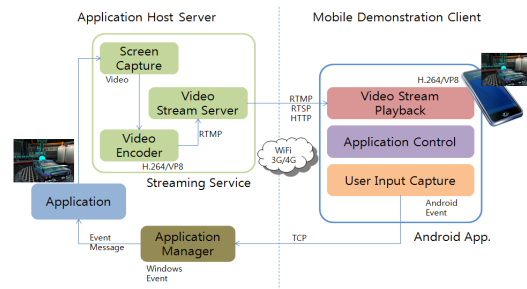 Application Host Server
Mobile Demonstration Client
Screen
Capture
Video
Video
Stream Server
Video
Encoder
RTMP
H.264/VP8
Streaming Service
RTMP
RTSP
HTTP
WiFi
3G/4G
H.264/VP8
Video Stream
Playback
Application Control
User Input Capture
Android
Event
Android App.
Application
Event
Message
Application
Manager
Windows
Event
TCP